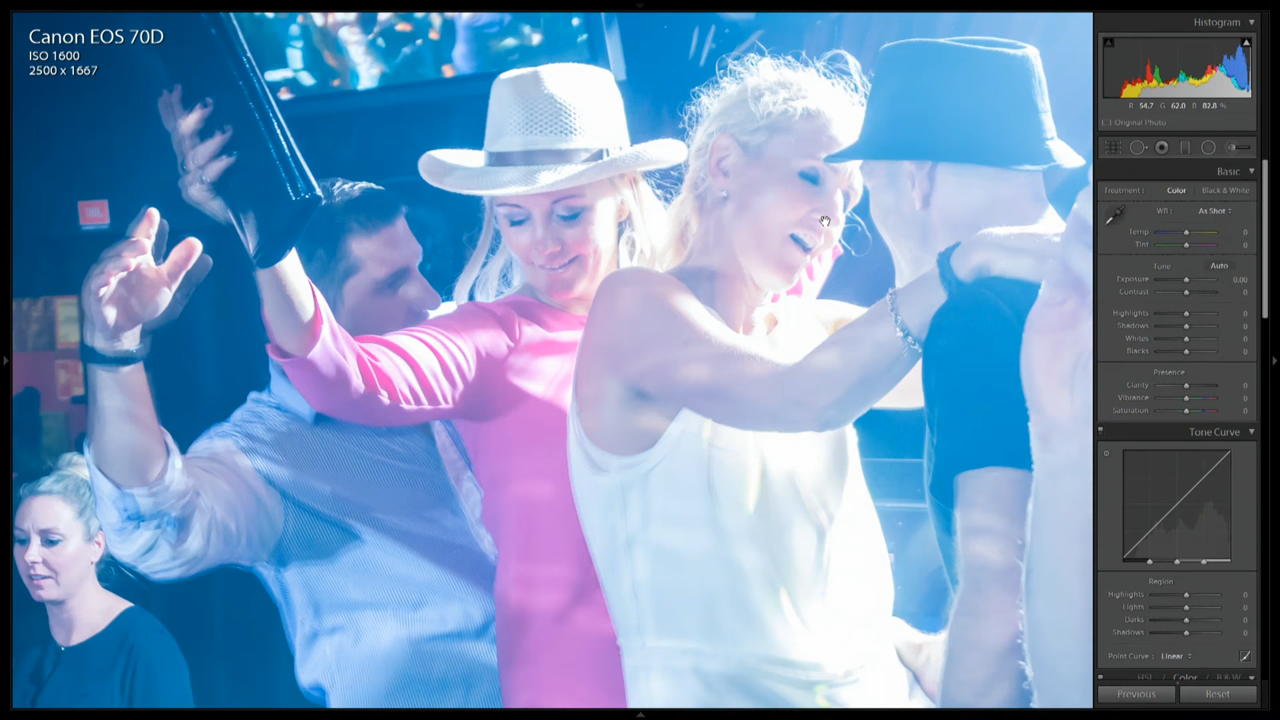 Canon EOS 70D
ISO 1600
2500 x 1667
JBL
Histogram
R 54.7 G 62.0 B 82.8 %
Original Photo
Basic
Treatment : Color Black & White
WB : As Shot
Temp 0
Tint 0
Tone Auto
Exposure 0.00
Contrast 0
Highlights 0
Shadows 0
Whites 0
Blacks 0
Presence
Clarity 0
Vibrance 0
Saturation 0
Tone Curve
Region
Highlights 0
Lights 0
Darks 0
Shadows 0
Point Curve : Linear
HSL / Color / B & W
Previous Reset